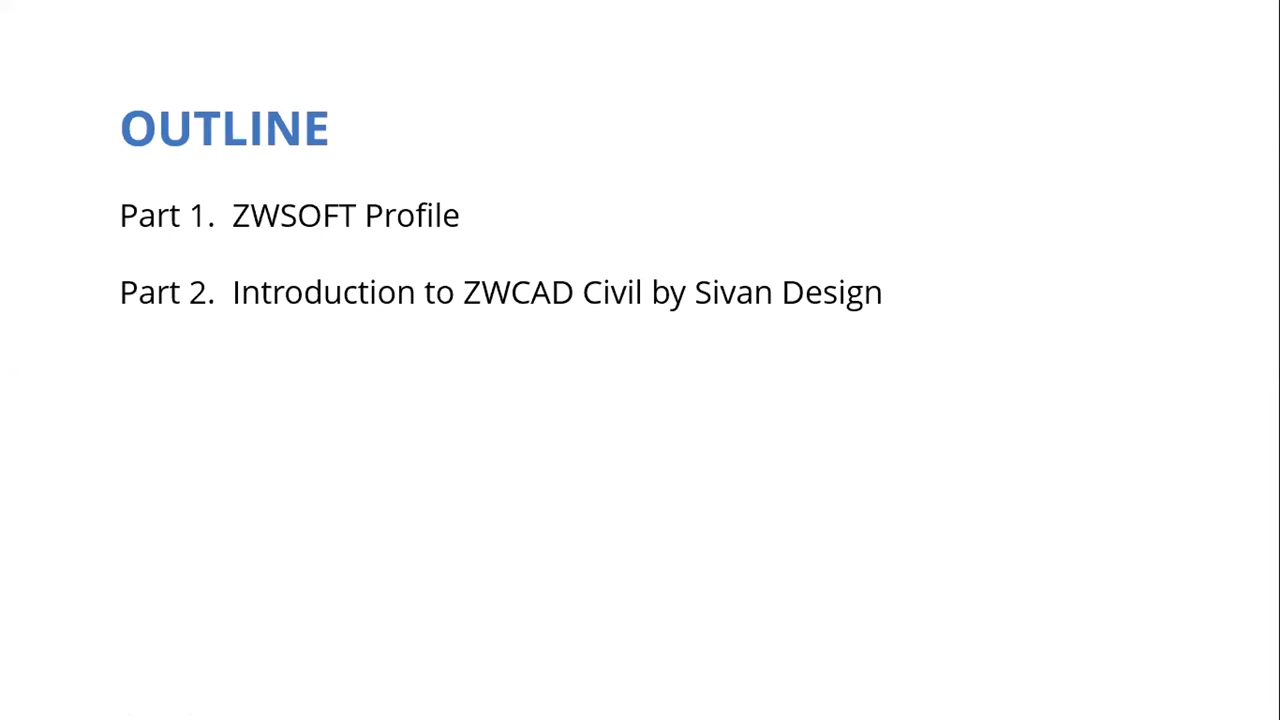 OUTLINE
Part 1. ZWSOFT Profile
Part 2. Introduction to ZWCAD Civil by Sivan Design